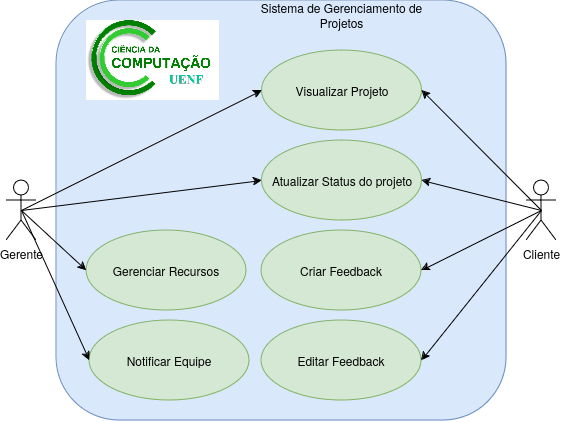 Sistema de Gerenciamento de
Projetos
CIÊNCIA DA
COMPUTAÇÃO
UENF
Visualizar Projeto
Atualizar Status do projeto
Gerente
Cliente
Gerenciar Recursos
Criar Feedback
Notificar Equipe
Editar Feedback